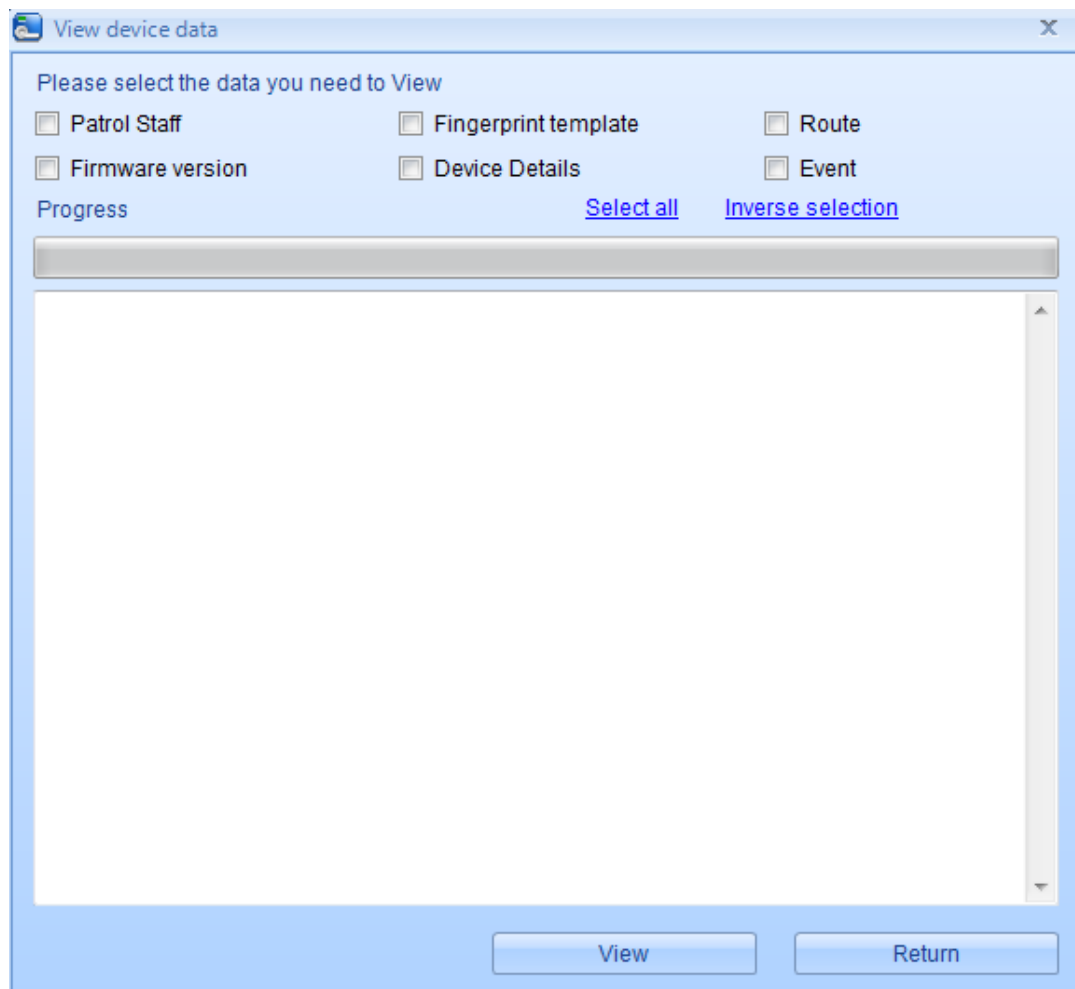 View device data
Please select the data you need to View
Patrol Staff Fingerprint template Route
Firmware version Device Details Event
Progress Select all Inverse selection
View Return